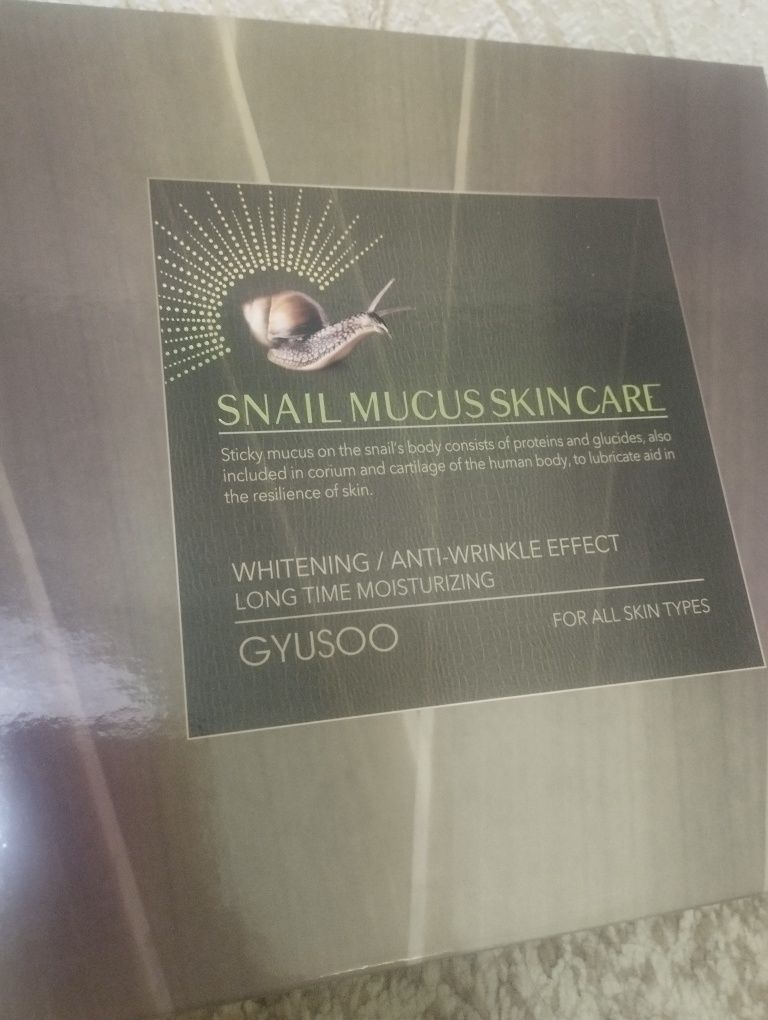 SNAIL MUCUS SKIN CARE
Sticky mucus on the snail's body consists of proteins and glucides, also
included in corium and cartilage of the human body, to lubricate aid in
the resilience of skin.
WHITENING / ANTI-WRINKLE EFFECT
LONG TIME MOISTURIZING
FOR ALL SKIN TYPES
GYUSOO